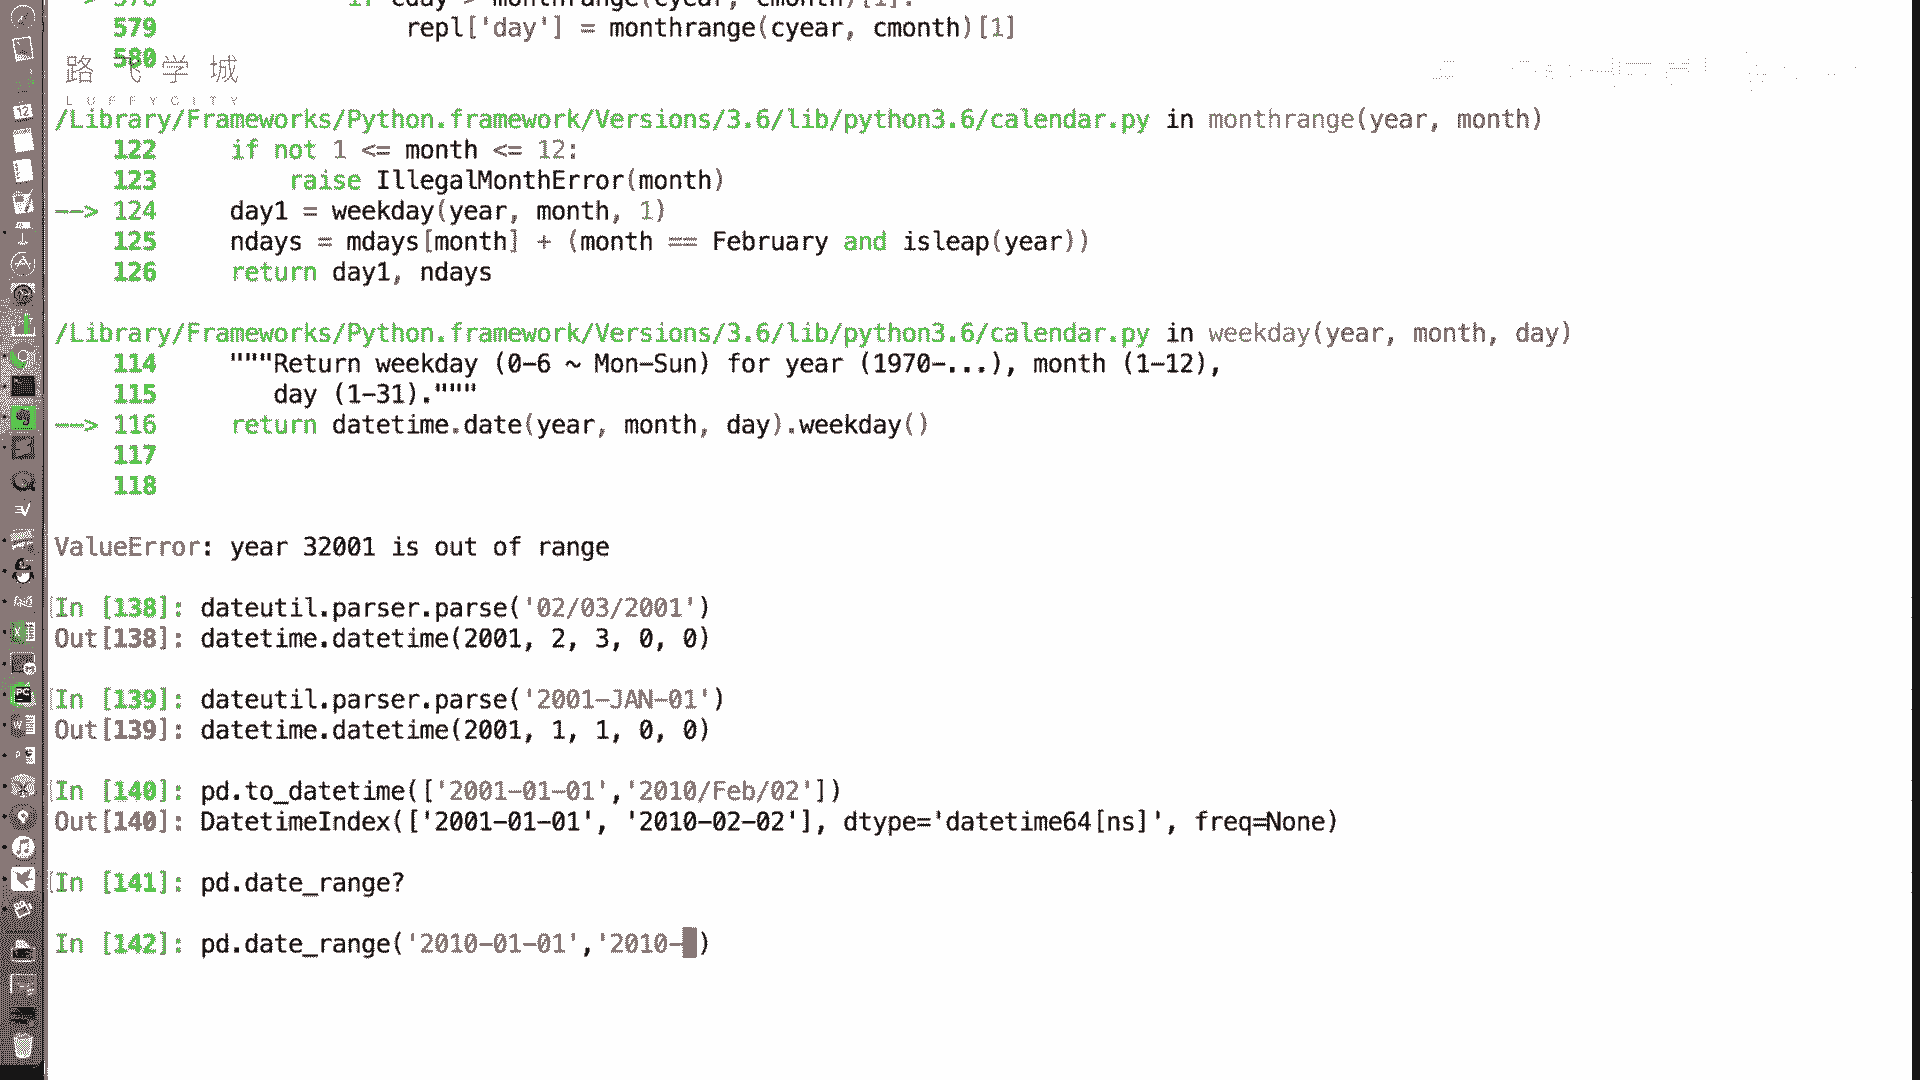 579 repl['day'] = monthrange(cyear, cmonth)[1]
580
路飞学城
LUFFYCITY
/Library/Frameworks/Python.framework/Versions/3.6/lib/python3.6/calendar.py in monthrange(year, month)
122 if not 1 <= month <= 12:
123 raise IllegalMonthError(month)
--> 124 day1 = weekday(year, month, 1)
125 ndays = mdays[month] + (month == February and isleap(year))
126 return day1, ndays
/Library/Frameworks/Python.framework/Versions/3.6/lib/python3.6/calendar.py in weekday(year, month, day)
114 """Return weekday (0-6 ~ Mon-Sun) for year (1970-...), month (1-12),
115 day (1-31)."""
--> 116 return datetime.date(year, month, day).weekday()
117
118
ValueError: year 32001 is out of range
In [138]: dateutil.parser.parse('02/03/2001')
Out[138]: datetime.datetime(2001, 2, 3, 0, 0)
In [139]: dateutil.parser.parse('2001-JAN-01')
Out[139]: datetime.datetime(2001, 1, 1, 0, 0)
In [140]: pd.to_datetime(['2001-01-01','2010/Feb/02'])
Out[140]: DatetimeIndex(['2001-01-01', '2010-02-02'], dtype='datetime64[ns]', freq=None)
In [141]: pd.date_range?
In [142]: pd.date_range('2010-01-01','2010-')